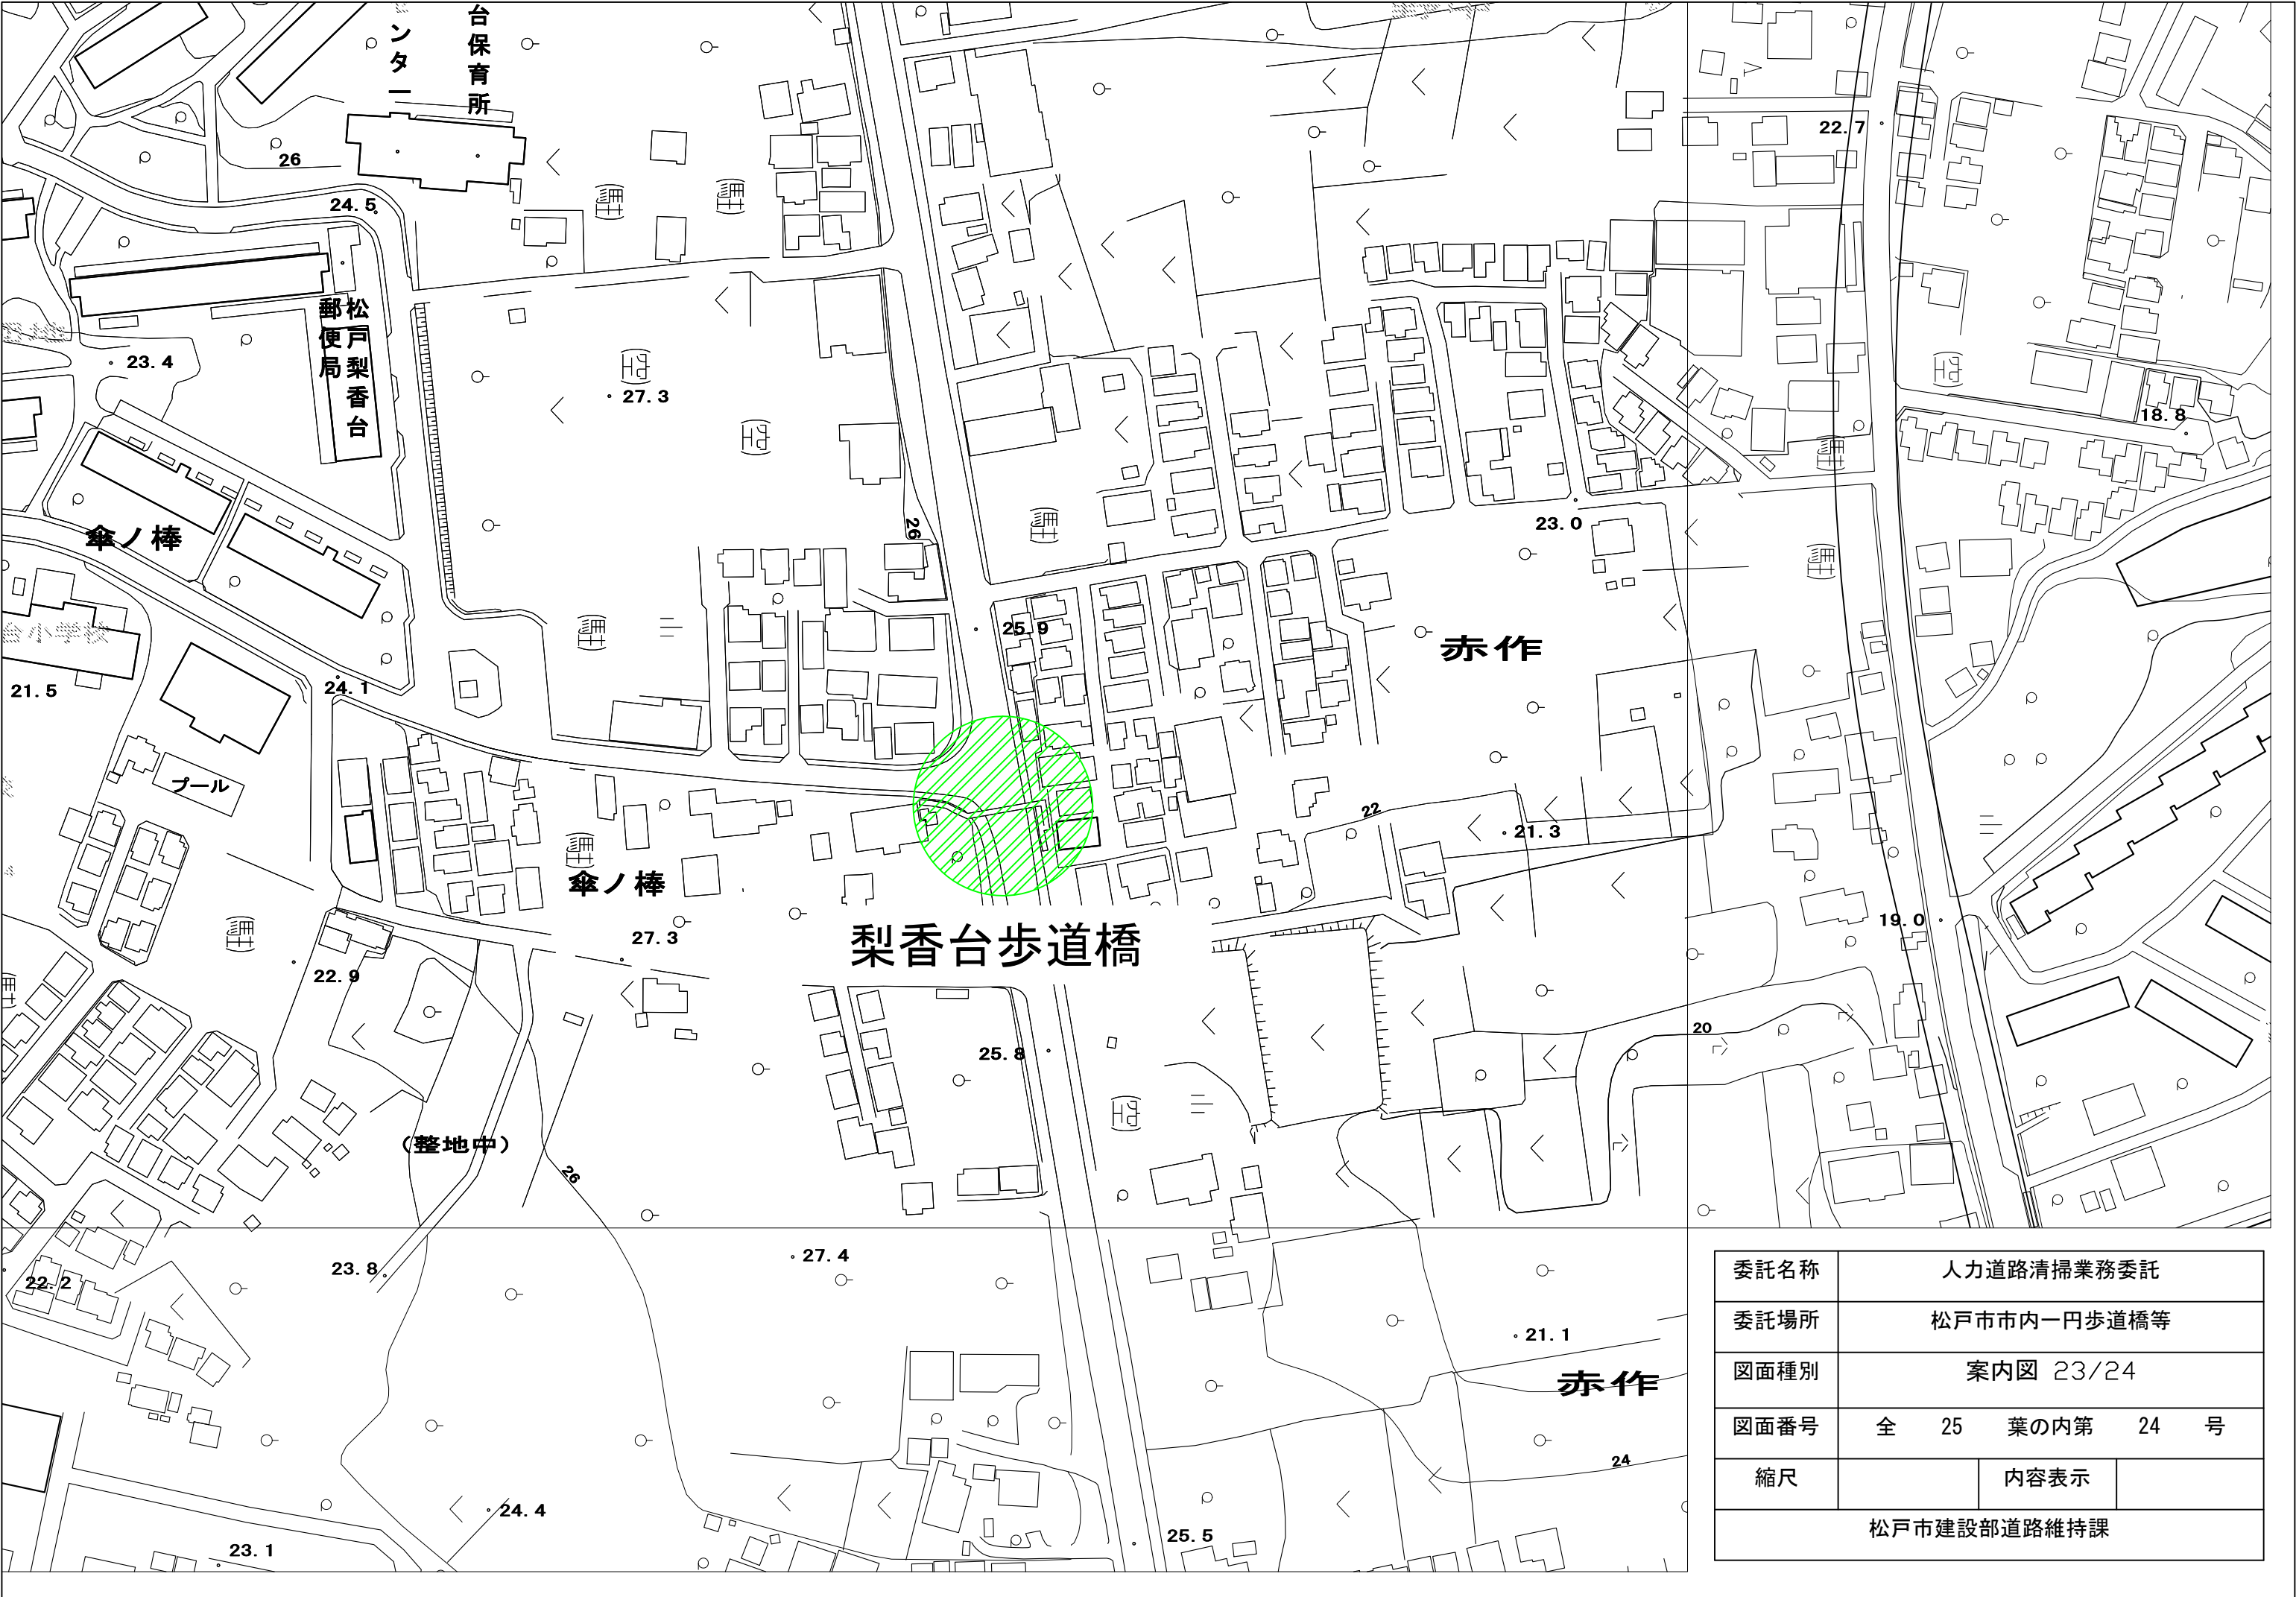 台保育所
ンター
26
24.5
22.7
松戸梨香台
郵便局
23.4
27.3
18.8
26
傘ノ棒
23.0
台小学校
25.9
赤作
21.5
24.1
プール
22
21.3
傘ノ棒
19.0
27.3
梨香台歩道橋
22.9
20
25.8
(整地中)
26
27.4
23.8
22.2
21.1
赤作
24
24.4
25.5
23.1
委託名称 人力道路清掃業務委託
委託場所 松戸市市内一円歩道橋等
図面種別 案内図 23/24
図面番号 全 25 葉の内第 24 号
縮尺 内容表示
松戸市建設部道路維持課